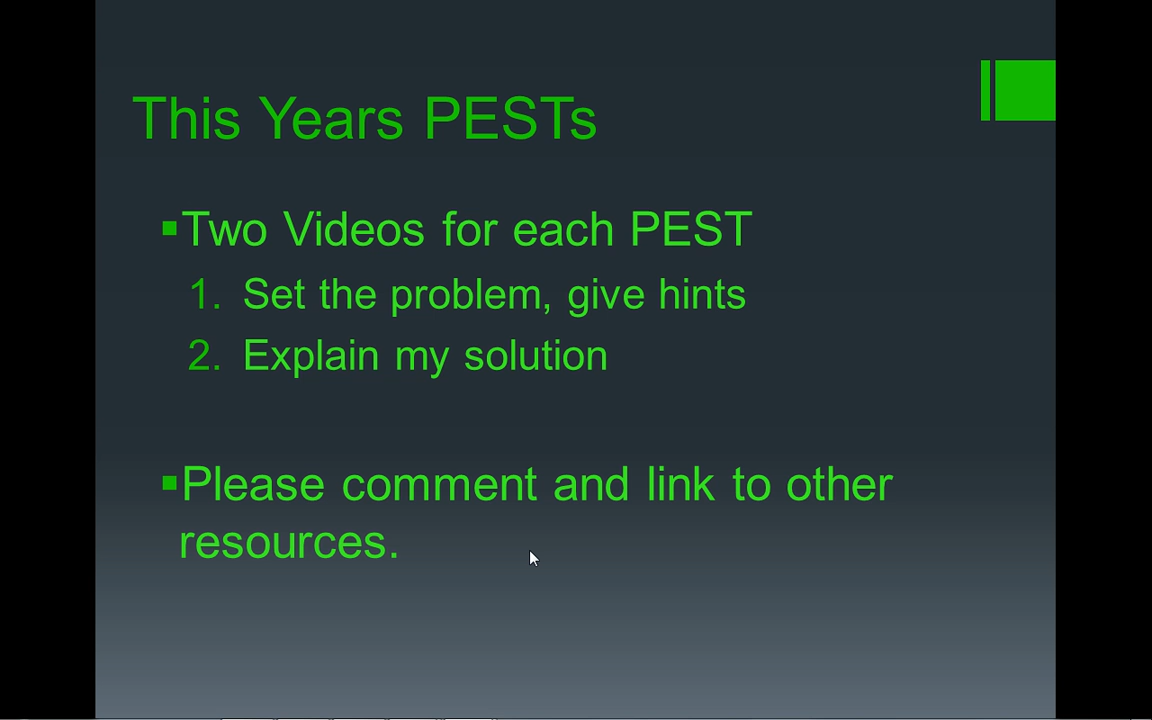 This Years PESTs
▪Two Videos for each PEST
1. Set the problem, give hints
2. Explain my solution
▪Please comment and link to other
resources.